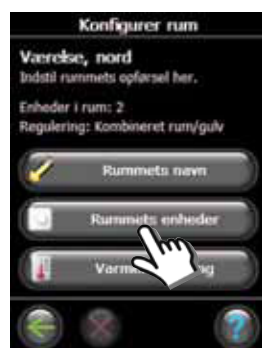 Konfigurer rum
Værelse, nord
Indstil rummets opførsel her.
Enheder i rum: 2
Regulering: Kombineret rum/gulv
Rummets navn
Rummets enheder